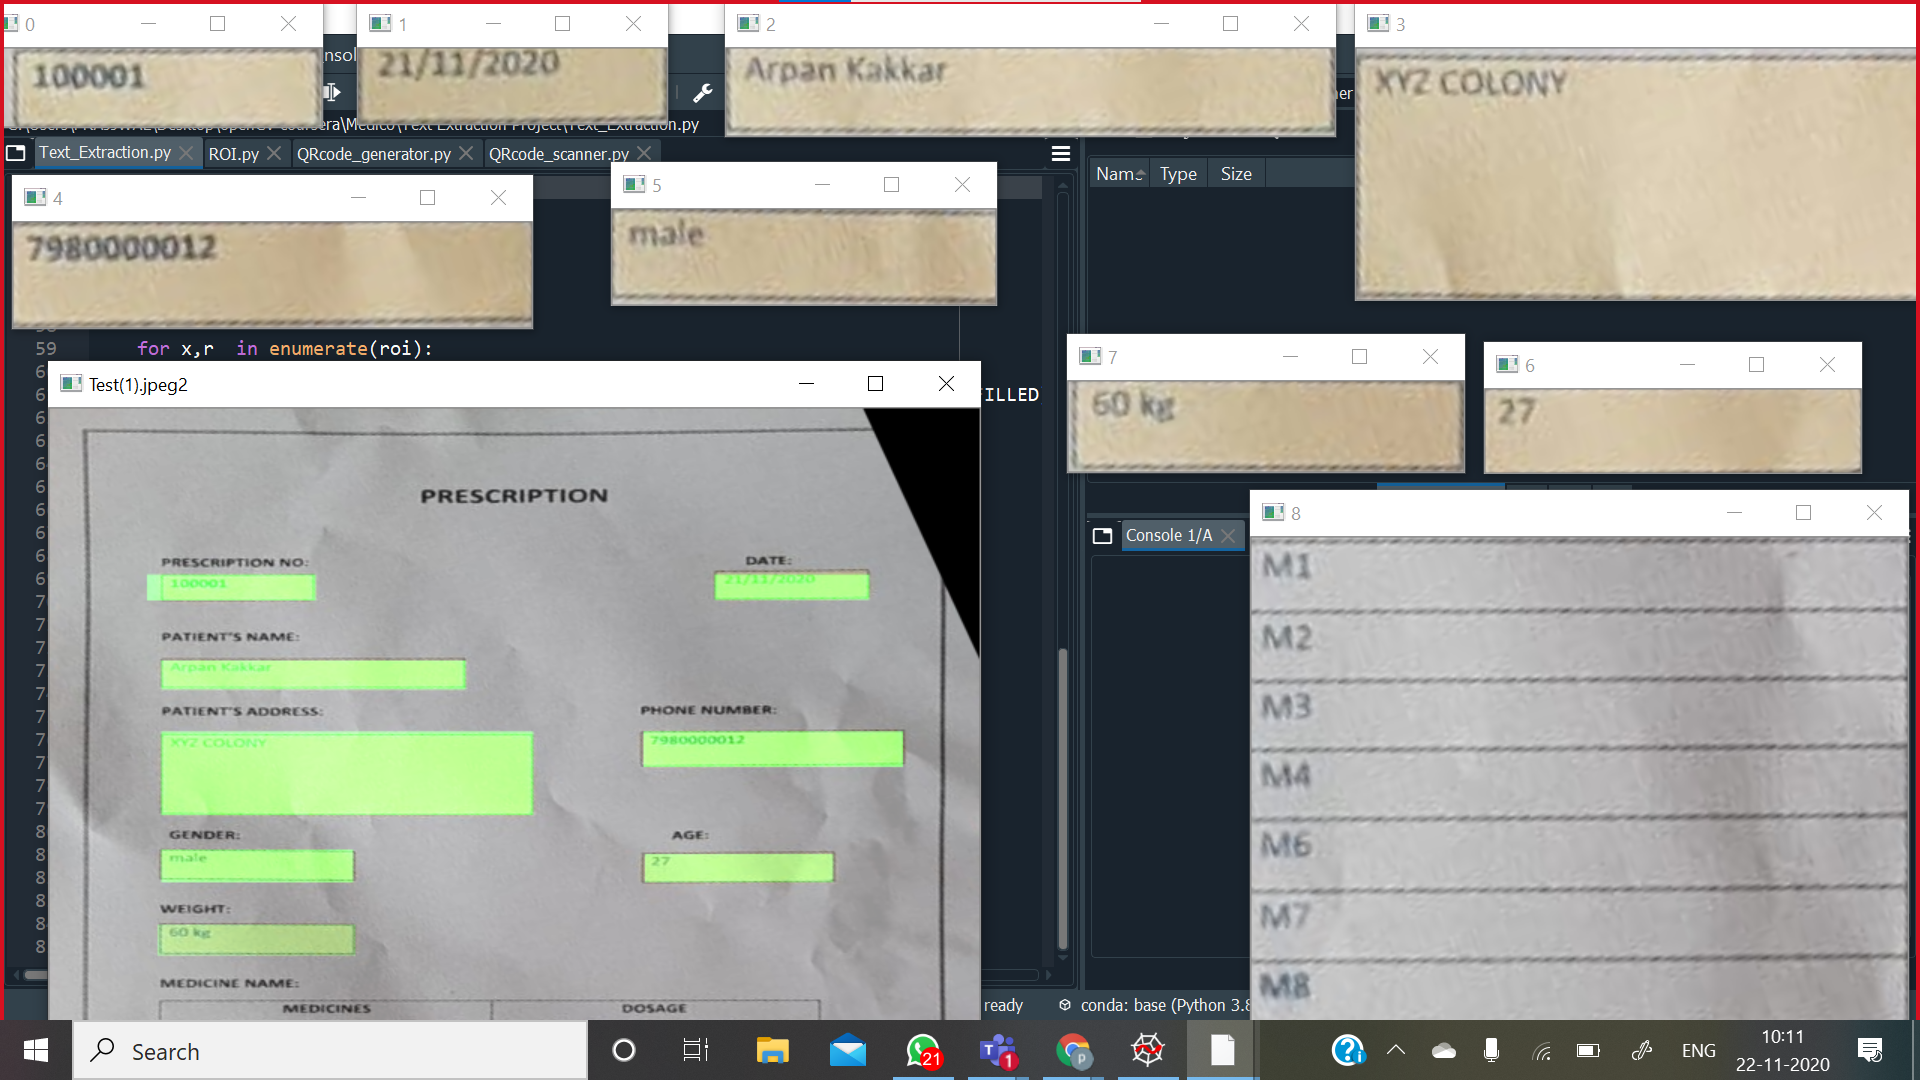 0
1
2
3
100001
21/11/2020
Arpan Kakkar
XYZ COLONY
Text_Extraction.py
ROI.py
QRcode_generator.py
QRcode_scanner.py
Name
Type
Size
4
5
7980000012
male
59 for x,r in enumerate(roi):
7
6
60 kg
27
Test(1).jpeg2
FILLED
PRESCRIPTION
PRESCRIPTION NO:
DATE:
100001
21/11/2020
PATIENT'S NAME:
Arpan Kakkar
PATIENT'S ADDRESS:
PHONE NUMBER:
XYZ COLONY
7980000012
GENDER:
AGE:
male
27
WEIGHT:
60 kg
MEDICINE NAME:
MEDICINES
DOSAGE
Console 1/A
8
M1
M2
M3
M4
M6
M7
M8
ready
conda: base (Python 3.8
Search
21
1
p
ENG
10:11
22-11-2020